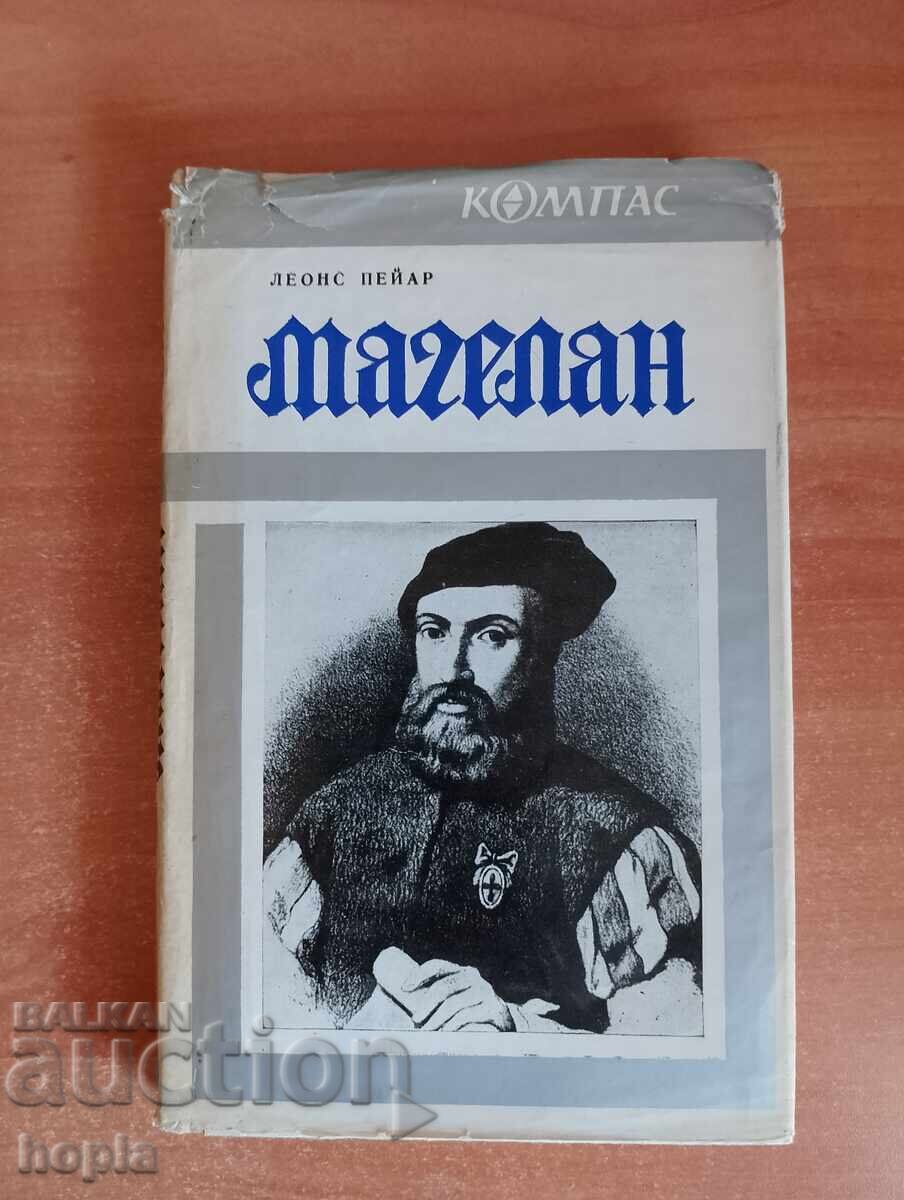 КОМПАС
ЛЕОНС ПЕЙАР
Магелан
BALKAN
auction
hopla